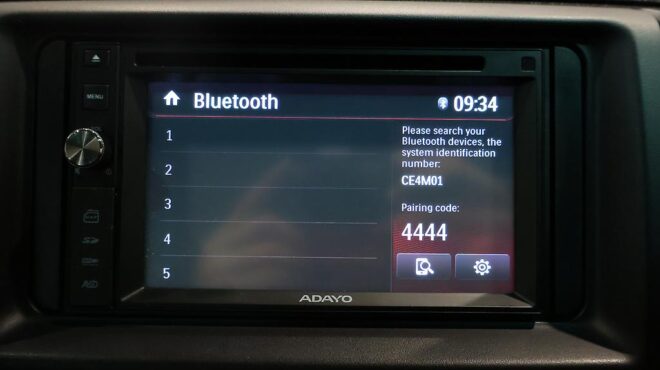 MENU
Bluetooth
09:34
1
2
3
4
5
Please search your
Bluetooth devices, the
system identification
number:
CE4M01
Pairing code:
4444
ADAYO